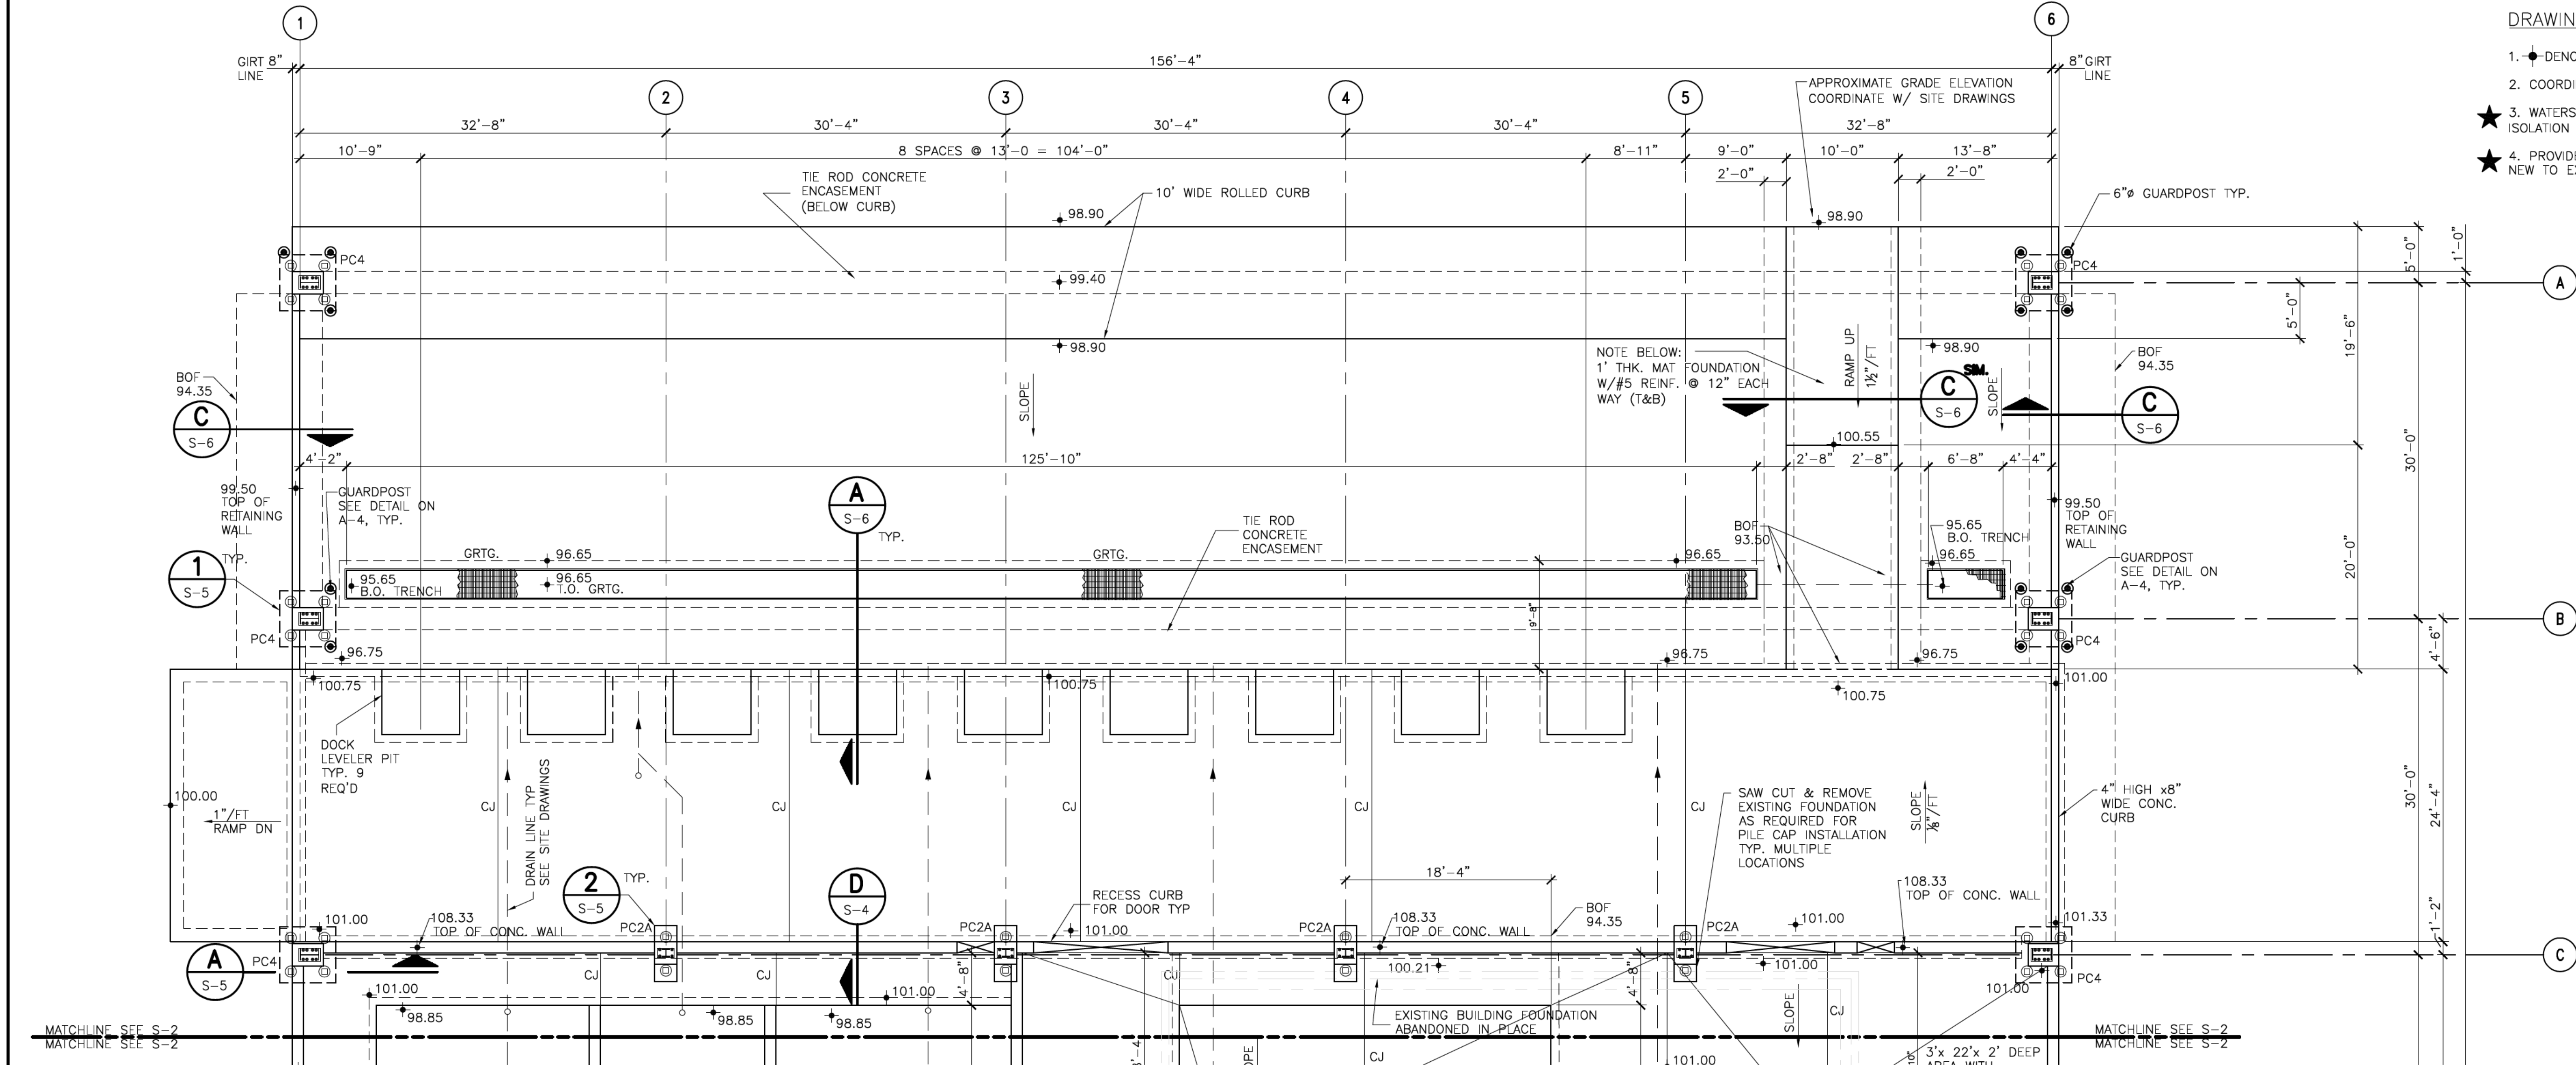 1
6
DRAWIN
GIRT 8"
LINE
156'-4"
8" GIRT
LINE
1. DENO
2. COORDI
3. WATERS
ISOLATION
4. PROVIDE
NEW TO EX
2
3
4
5
APPROXIMATE GRADE ELEVATION
COORDINATE W/ SITE DRAWINGS
32'-8"
30'-4"
30'-4"
30'-4"
32'-8"
10'-9"
8 SPACES @ 13'-0 = 104'-0"
8'-11"
9'-0"
10'-0"
13'-8"
2'-0"
2'-0"
TIE ROD CONCRETE
ENCASEMENT
(BELOW CURB)
10' WIDE ROLLED CURB
6"ø GUARDPOST TYP.
98.90
98.90
PC4
PC4
99.40
5'-0"
1'-0"
A
5'-0"
19'-6"
98.90
98.90
NOTE BELOW:
1' THK. MAT FOUNDATION
W/#5 REINF. @ 12" EACH
WAY (T&B)
RAMP UP
1½"/FT
SIM.
SLOPE
BOF
94.35
BOF
94.35
C
S-6
SLOPE
C
S-6
C
S-6
100.55
30'-0"
4'-2"
125'-10"
2'-8"
2'-8"
6'-8"
4'-4"
99.50
TOP OF
RETAINING
WALL
GUARDPOST
SEE DETAIL ON
A-4, TYP.
A
S-6
TYP.
TIE ROD
CONCRETE
ENCASEMENT
BOF
93.50
95.65
B.O. TRENCH
99.50
TOP OF
RETAINING
WALL
GUARDPOST
SEE DETAIL ON
A-4, TYP.
20'-0"
1
S-5
TYP.
GRTG.
96.65
GRTG.
96.65
96.65
95.65
B.O. TRENCH
96.65
T.O. GRTG.
9'-8"
PC4
PC4
B
4'-6"
96.75
96.75
96.75
100.75
100.75
100.75
101.00
DOCK
LEVELER PIT
TYP. 9
REQ'D
DRAIN LINE TYP
SEE SITE DRAWINGS
100.00
1"/FT
RAMP DN
CJ
CJ
CJ
CJ
CJ
SAW CUT & REMOVE
EXISTING FOUNDATION
AS REQUIRED FOR
PILE CAP INSTALLATION
TYP. MULTIPLE
LOCATIONS
SLOPE
⅛"/FT
4" HIGH x8"
WIDE CONC.
CURB
30'-0"
24'-4"
2
S-5
TYP.
D
S-4
18'-4"
RECESS CURB
FOR DOOR TYP
BOF
94.35
108.33
TOP OF CONC. WALL
101.00
108.33
TOP OF CONC. WALL
PC2A
PC2A
101.00
PC2A
108.33
TOP OF CONC. WALL
PC2A
101.00
101.33
1'-2"
PC4
A
S-5
CJ
CJ
4'-8"
CJ
100.21
4'-8"
101.00
101.00
PC4
C
101.00
101.00
98.85
98.85
98.85
EXISTING BUILDING FOUNDATION
ABANDONED IN PLACE
SLOPE
CJ
MATCHLINE SEE S-2
MATCHLINE SEE S-2
MATCHLINE SEE S-2
MATCHLINE SEE S-2
CJ
101.00
3'x 22'x 2' DEEP
AREA WITH